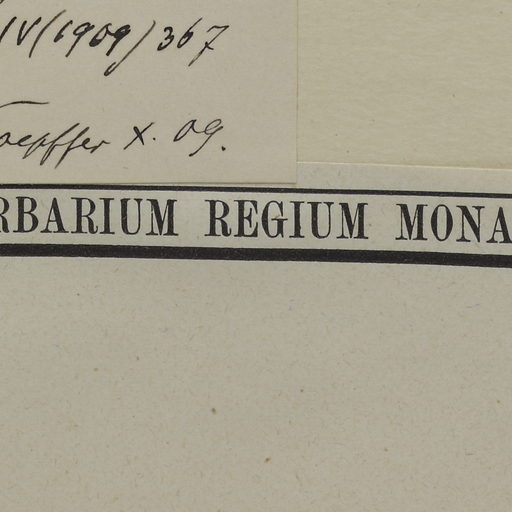 IV (1909) 367
oepffer X. 09.
RBARIUM REGIUM MONA